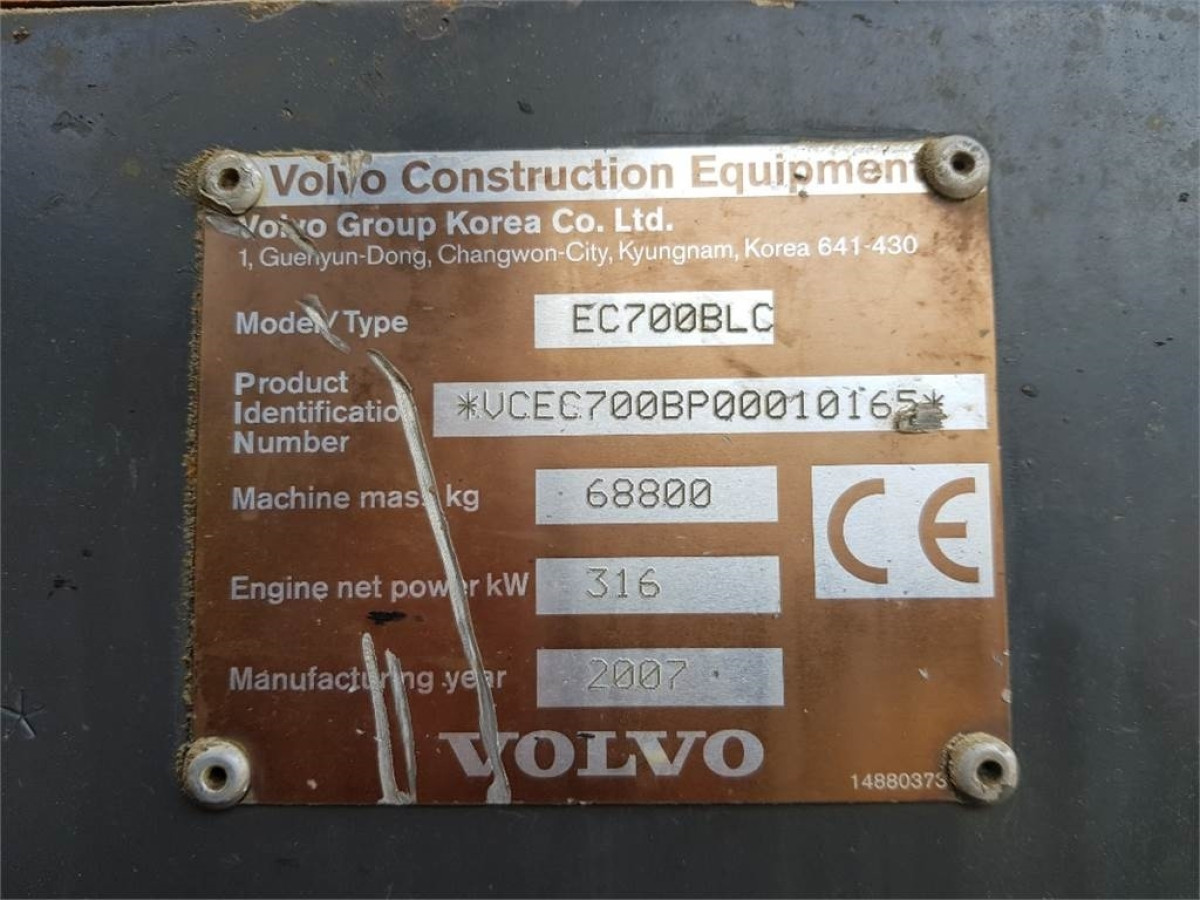 Volvo Construction Equipment
Volvo Group Korea Co. Ltd.
1, Guenyun-Dong, Changwon-City, Kyungnam, Korea 641-430
Model/Type EC700BLC
Product
Identification
Number *VCEC700BP00010165*
Machine mass kg 68800
CE
Engine net power kW 316
Manufacturing year 2007
VOLVO
14880373